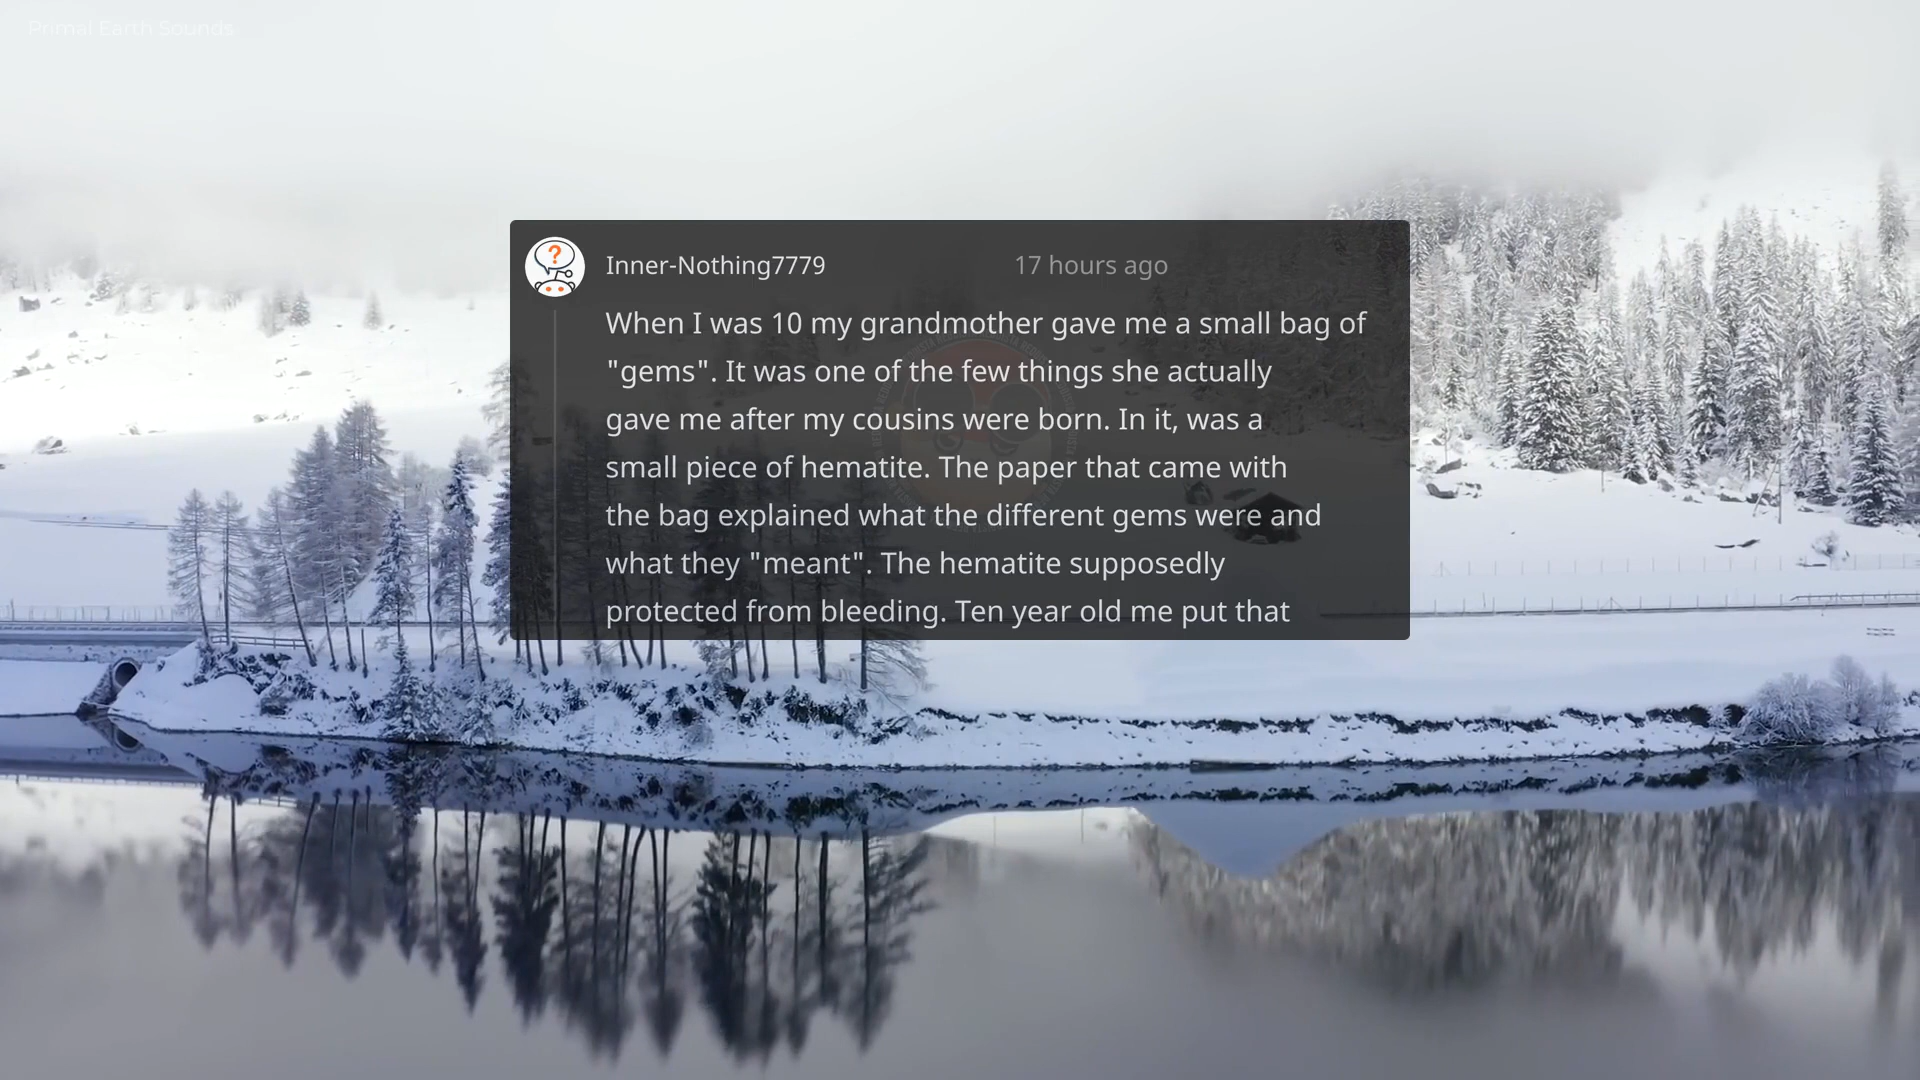 Primal Earth Sounds
Inner-Nothing7779 17 hours ago
When I was 10 my grandmother gave me a small bag of
"gems". It was one of the few things she actually
gave me after my cousins were born. In it, was a
small piece of hematite. The paper that came with
the bag explained what the different gems were and
what they "meant". The hematite supposedly
protected from bleeding. Ten year old me put that